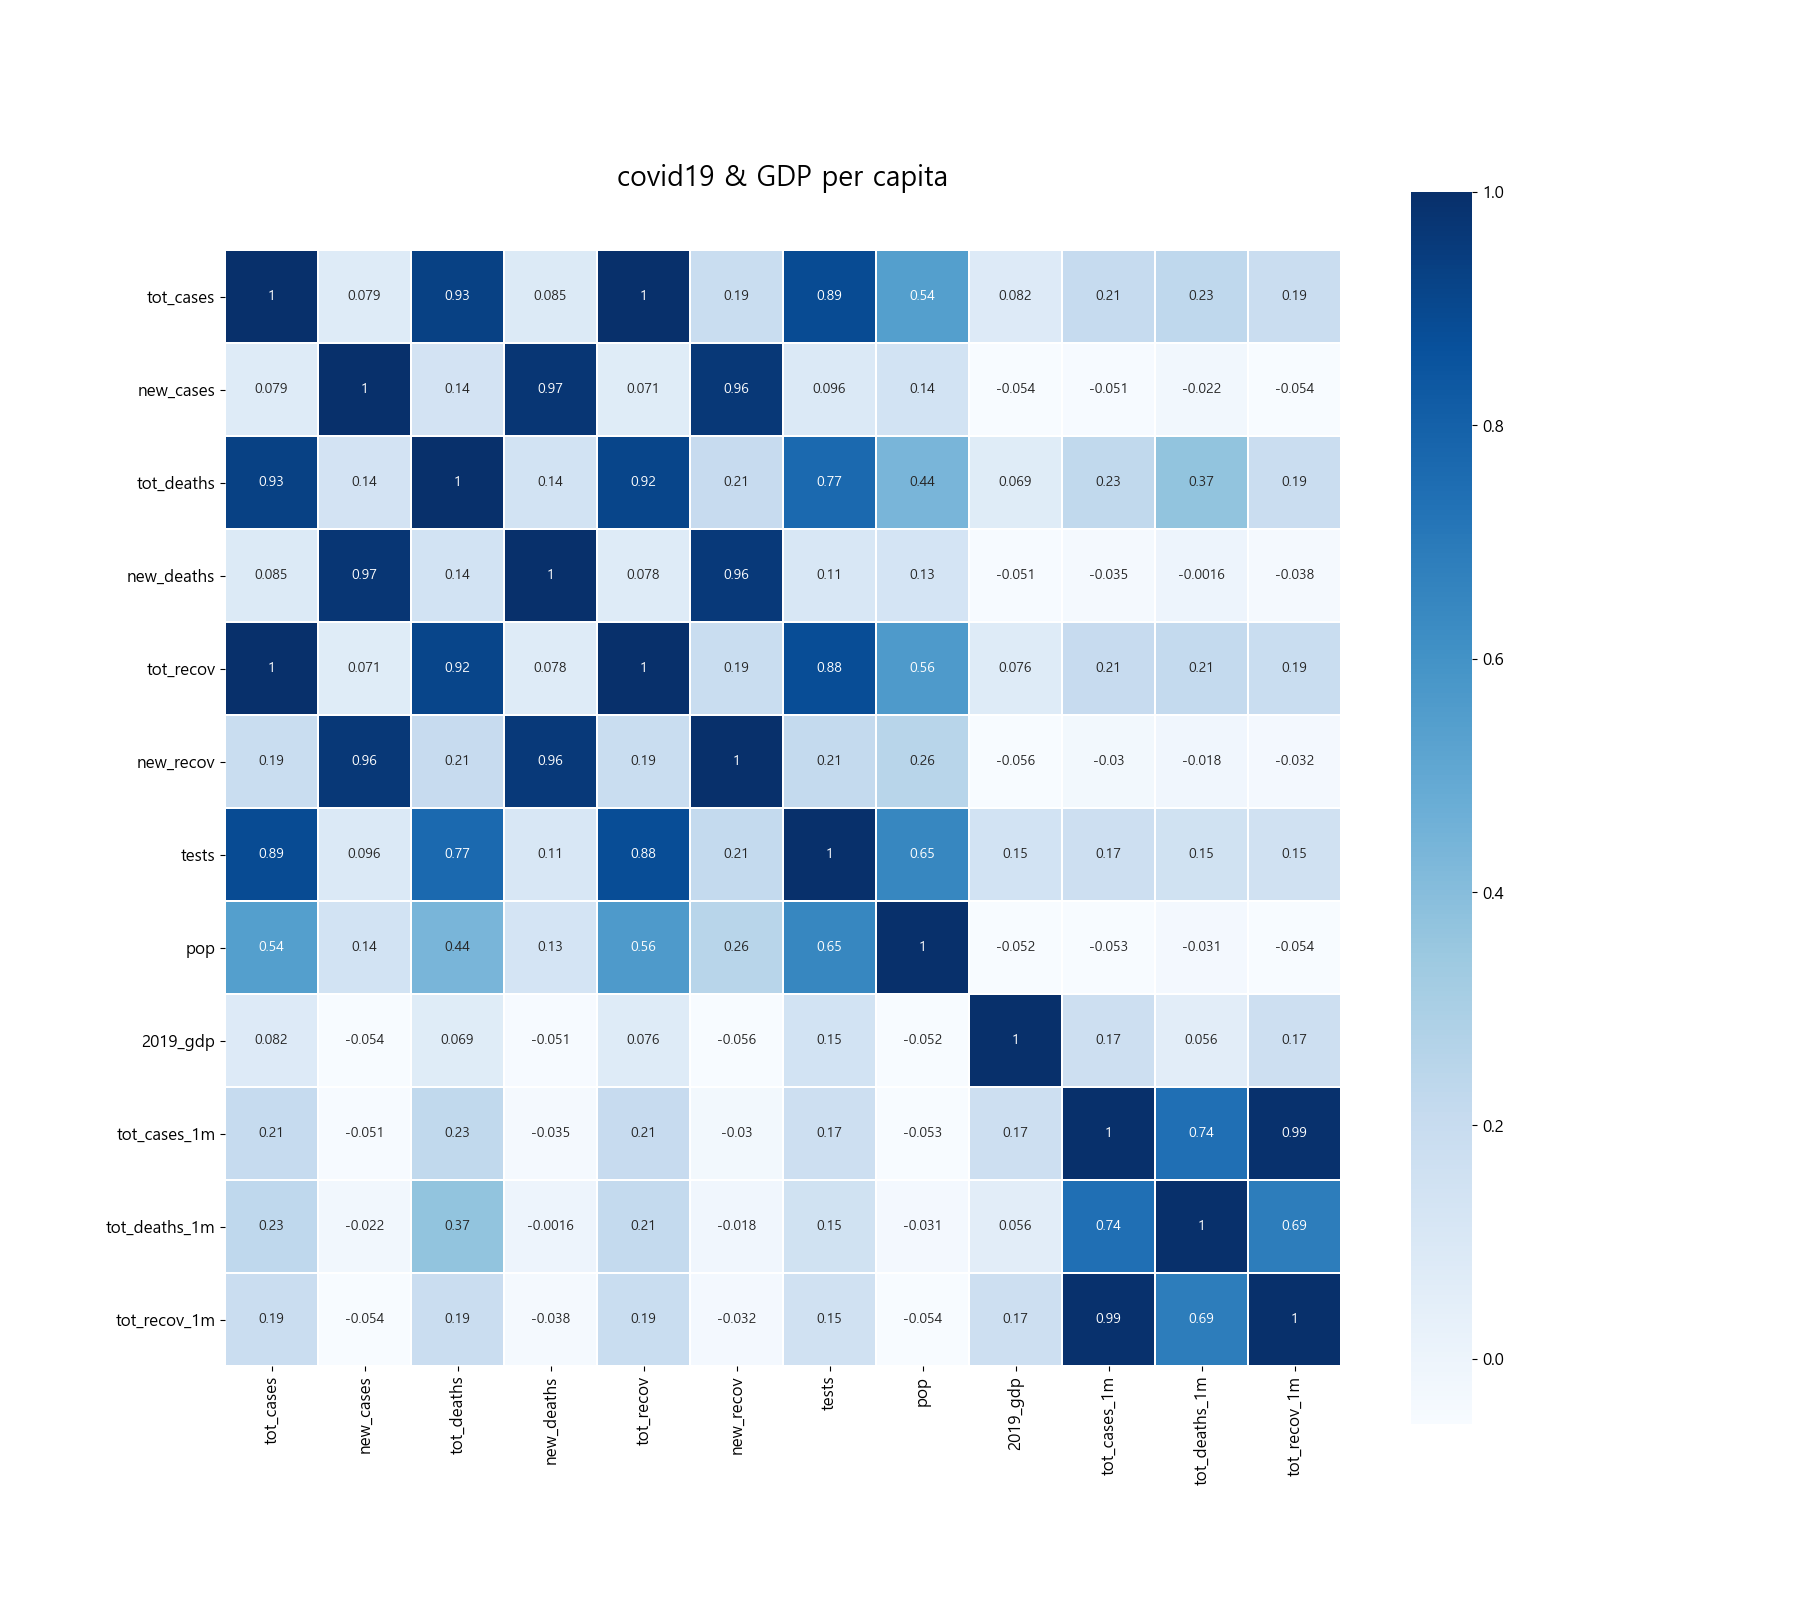 covid19 & GDP per capita
tot_cases 1 0.079 0.93 0.085 1 0.19 0.89 0.54 0.082 0.21 0.23 0.19
new_cases 0.079 1 0.14 0.97 0.071 0.96 0.096 0.14 -0.054 -0.051 -0.022 -0.054
tot_deaths 0.93 0.14 1 0.14 0.92 0.21 0.77 0.44 0.069 0.23 0.37 0.19
new_deaths 0.085 0.97 0.14 1 0.078 0.96 0.11 0.13 -0.051 -0.035 -0.0016 -0.038
tot_recov 1 0.071 0.92 0.078 1 0.19 0.88 0.56 0.076 0.21 0.21 0.19
new_recov 0.19 0.96 0.21 0.96 0.19 1 0.21 0.26 -0.056 -0.03 -0.018 -0.032
tests 0.89 0.096 0.77 0.11 0.88 0.21 1 0.65 0.15 0.17 0.15 0.15
pop 0.54 0.14 0.44 0.13 0.56 0.26 0.65 1 -0.052 -0.053 -0.031 -0.054
2019_gdp 0.082 -0.054 0.069 -0.051 0.076 -0.056 0.15 -0.052 1 0.17 0.056 0.17
tot_cases_1m 0.21 -0.051 0.23 -0.035 0.21 -0.03 0.17 -0.053 0.17 1 0.74 0.99
tot_deaths_1m 0.23 -0.022 0.37 -0.0016 0.21 -0.018 0.15 -0.031 0.056 0.74 1 0.69
tot_recov_1m 0.19 -0.054 0.19 -0.038 0.19 -0.032 0.15 -0.054 0.17 0.99 0.69 1
tot_cases new_cases tot_deaths new_deaths tot_recov new_recov tests pop 2019_gdp tot_cases_1m tot_deaths_1m tot_recov_1m
1.0
0.8
0.6
0.4
0.2
0.0